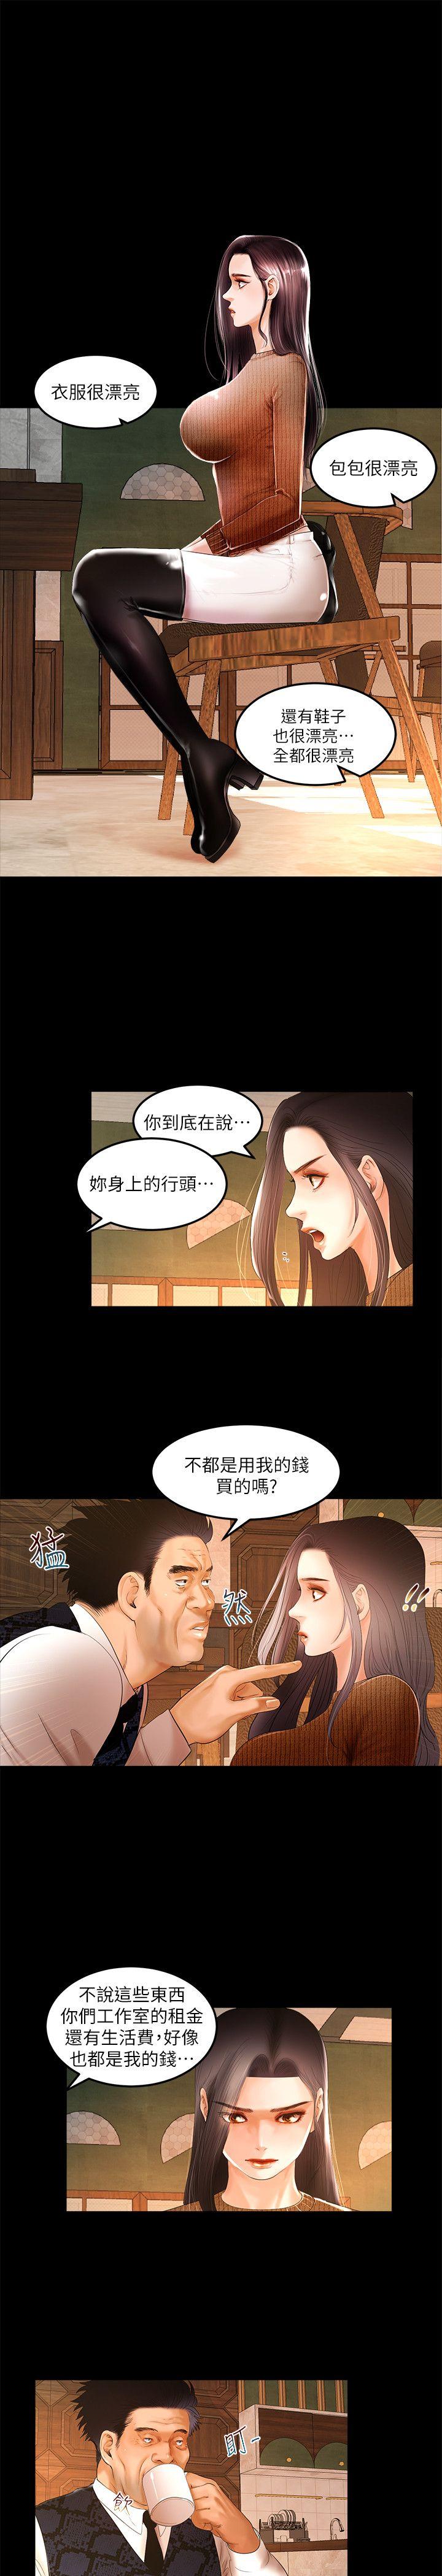 衣服很漂亮
包包很漂亮
還有鞋子
也很漂亮⋯
全都很漂亮
你到底在說⋯
妳身上的行頭⋯
不都是用我的錢
買的嗎?
猛
然
!!
不說這些東西
你們工作室的租金
還有生活費，好像
也都是我的錢⋯
盯-
飲